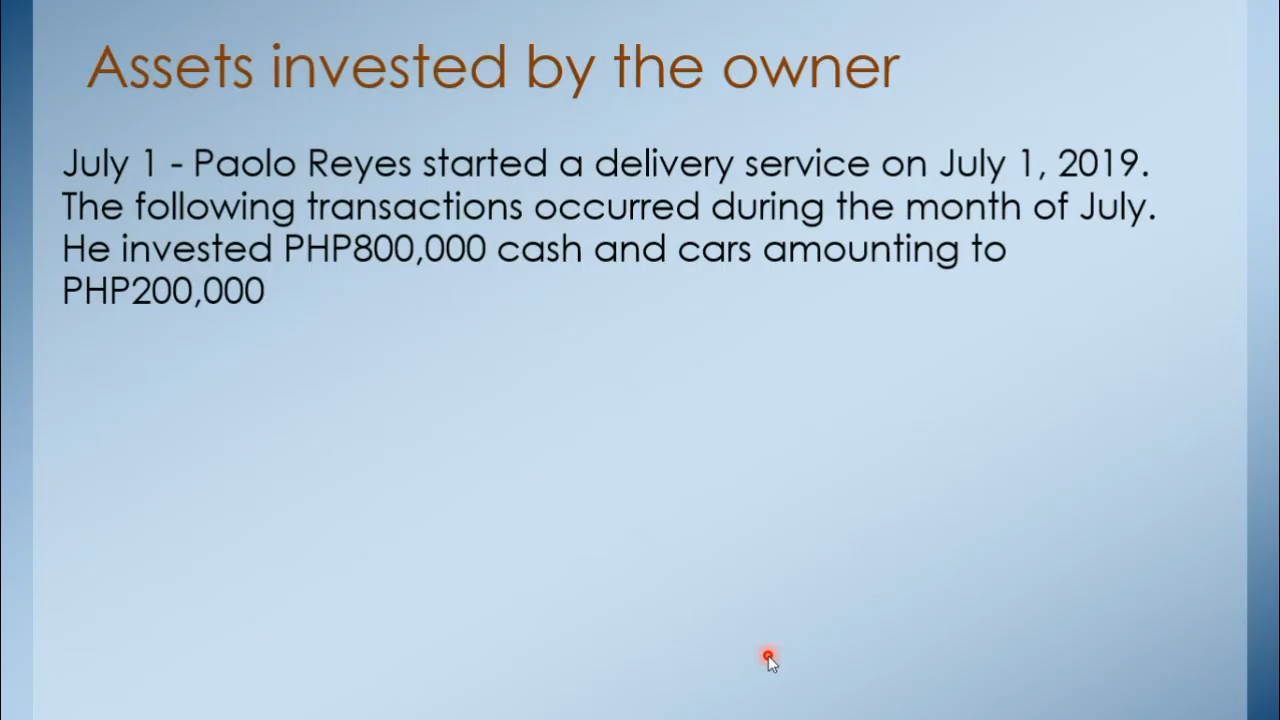 Assets invested by the owner
July 1 - Paolo Reyes started a delivery service on July 1, 2019.
The following transactions occurred during the month of July.
He invested PHP800,000 cash and cars amounting to
PHP200,000